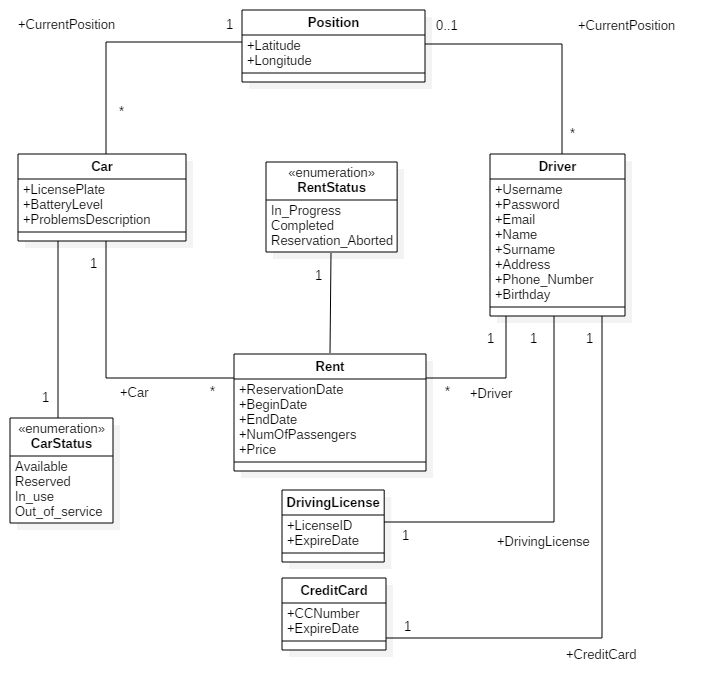 +CurrentPosition
1
Position
0..1
+CurrentPosition
+Latitude
+Longitude
*
*
Car
+LicensePlate
+BatteryLevel
+ProblemsDescription
«enumeration»
RentStatus
In_Progress
Completed
Reservation_Aborted
Driver
+Username
+Password
+Email
+Name
+Surname
+Address
+Phone_Number
+Birthday
1
1
1
1
1
1
+Car
*
*
+Driver
«enumeration»
CarStatus
Available
Reserved
In_use
Out_of_service
Rent
+ReservationDate
+BeginDate
+EndDate
+NumOfPassengers
+Price
DrivingLicense
+LicenseID
+ExpireDate
1
+DrivingLicense
CreditCard
+CCNumber
+ExpireDate
1
+CreditCard